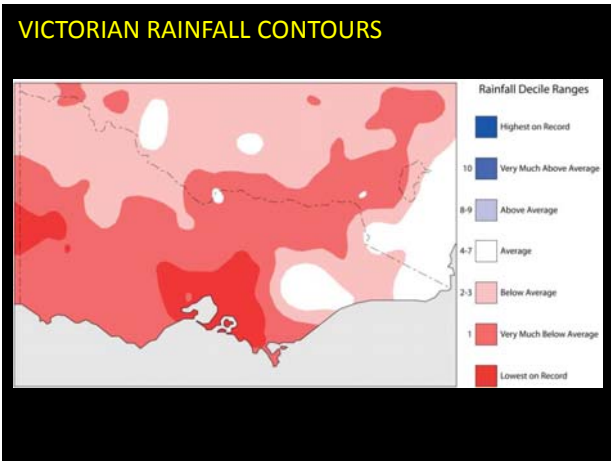 VICTORIAN RAINFALL CONTOURS
Rainfall Decile Ranges
Highest on Record
10 Very Much Above Average
8-9 Above Average
4-7 Average
2-3 Below Average
1 Very Much Below Average
Lowest on Record